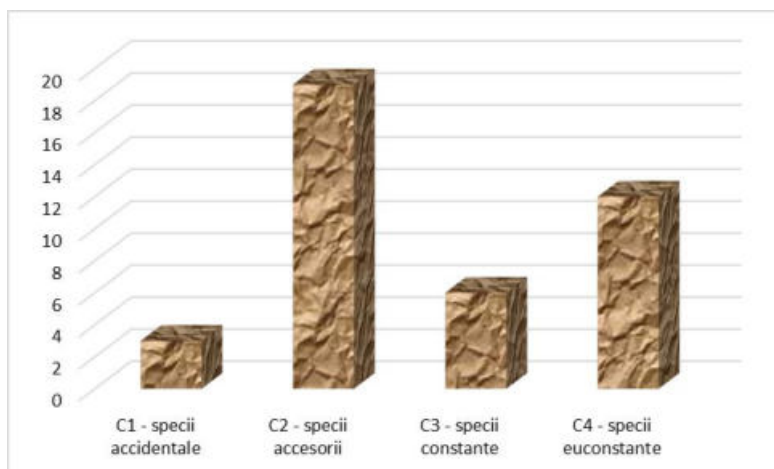 20
18
16
14
12
10
8
6
4
2
0
C1 - specii
accidentale
C2 - specii
accesorii
C3 - specii
constante
C4 - specii
euconstante